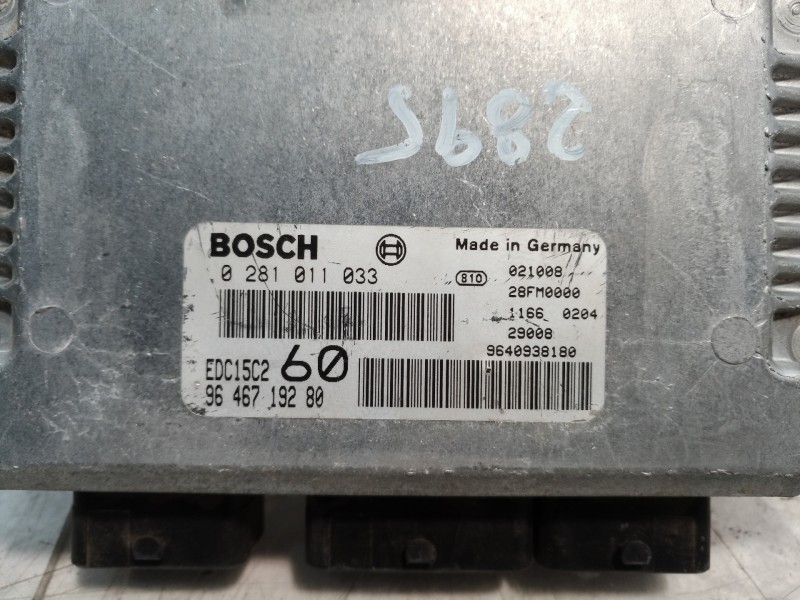 2895
BOSCH
Made in Germany
0 281 011 033
810
021008
28FM0000
1166 0204
29008
9640938180
EDC15C2 60
96 467 192 80